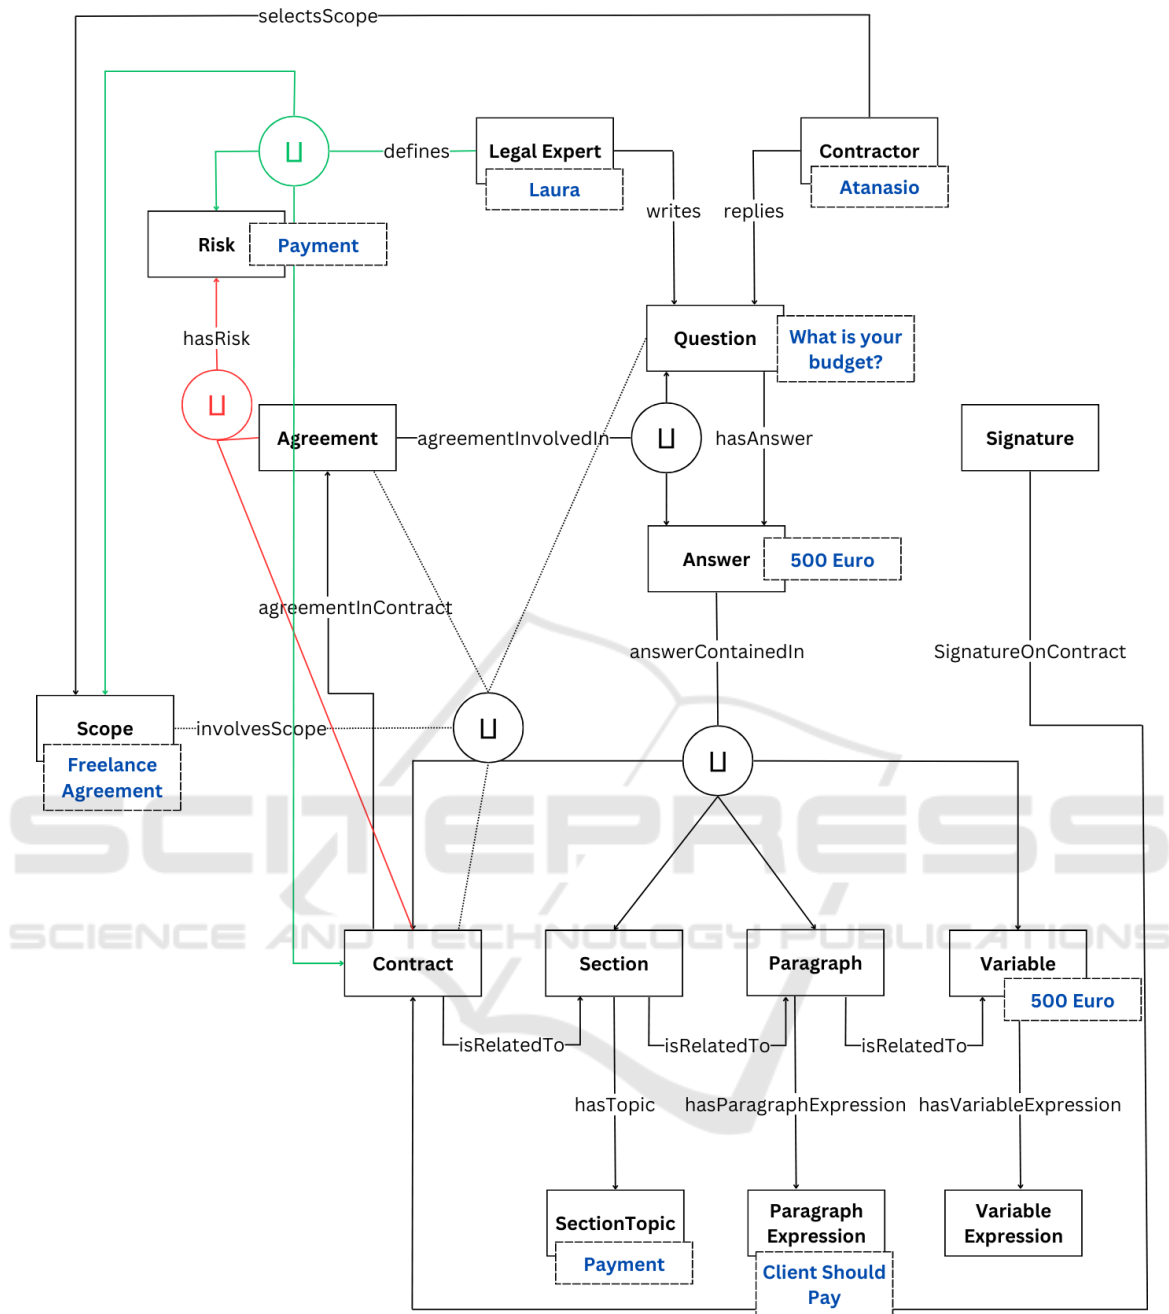 selectsScope
⊔
defines
Legal Expert
Laura
Contractor
Atanasio
writes
replies
Risk
Payment
hasRisk
⊔
Question
What is your
budget?
Agreement
agreementInvolvedIn
⊔
hasAnswer
Signature
Answer
500 Euro
agreementInContract
answerContainedIn
SignatureOnContract
Scope
Freelance
Agreement
involvesScope
⊔
⊔
SCITEPRESS
SCIENCE AND TECHNOLOGY PUBLICATIONS
Contract
Section
Paragraph
Variable
500 Euro
isRelatedTo
isRelatedTo
isRelatedTo
hasTopic
hasParagraphExpression
hasVariableExpression
SectionTopic
Payment
Paragraph
Expression
Client Should
Pay
Variable
Expression